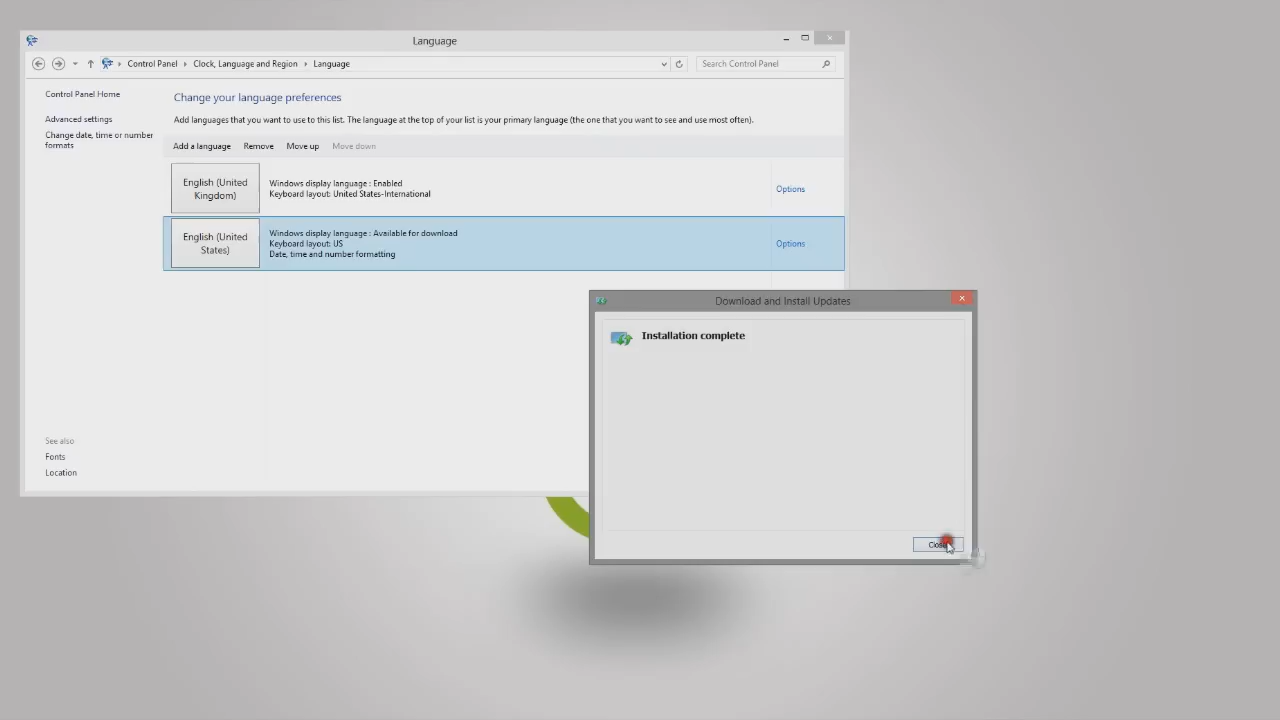 Language
Control Panel
Clock, Language and Region
Language
Search Control Panel
Control Panel Home
Advanced settings
Change date, time or number
formats
Change your language preferences
Add languages that you want to use to this list. The language at the top of your list is your primary language (the one that you want to see and use most often).
Add a language
Remove
Move up
Move down
English (United
Kingdom)
Windows display language : Enabled
Keyboard layout: United States-International
Options
English (United
States)
Windows display language : Available for download
Keyboard layout: US
Date, time and number formatting
Options
See also
Fonts
Location
Download and Install Updates
Installation complete
Close